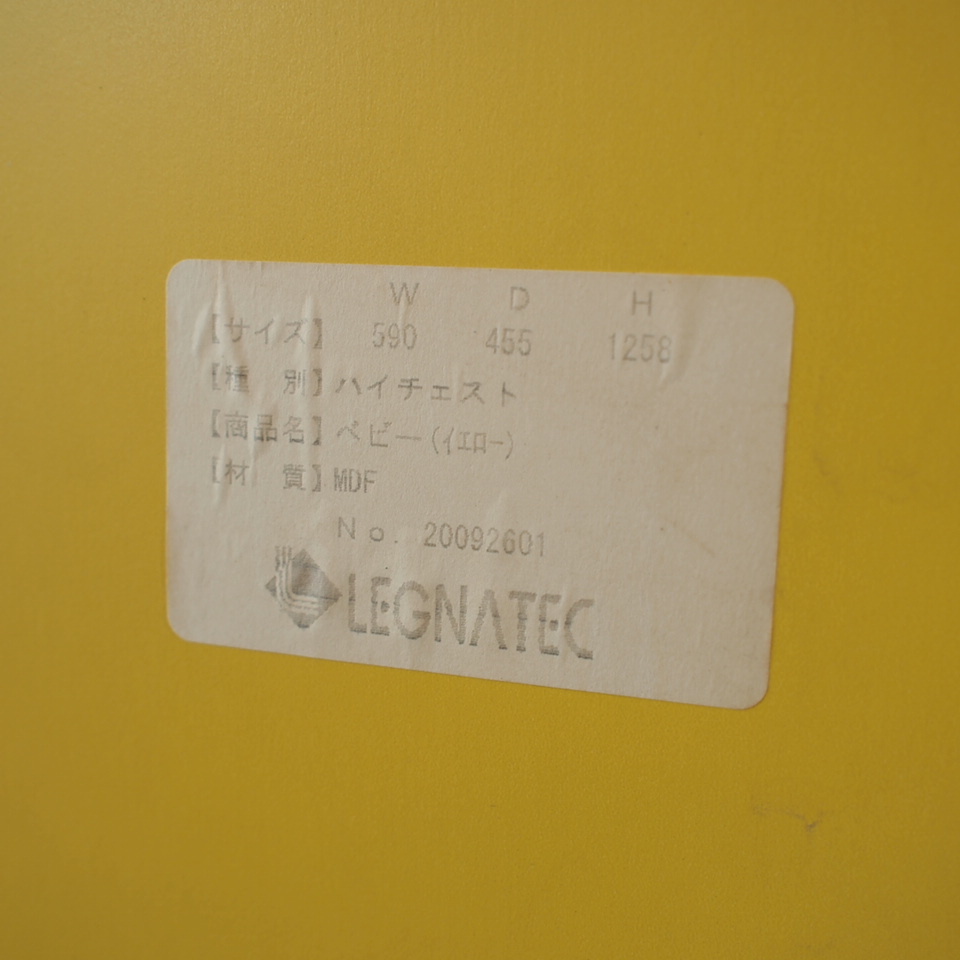 W D H
【サイズ】 590 455 1258
【種 別】ハイチェスト
【商品名】ベビー(イエロー)
【材 質】MDF
No. 20092601
LEGNATEC